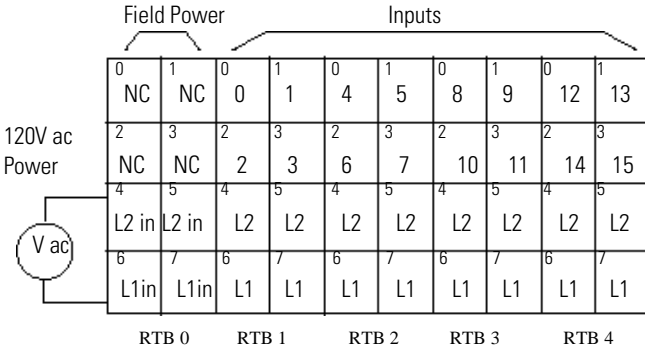 Field Power Inputs
0 1 0 1 0 1 0 1 0 1
NC NC 0 1 4 5 8 9 12 13
120V ac
Power
2 3 2 3 2 3 2 3 2 3
NC NC 2 3 6 7 10 11 14 15
4 5 4 5 4 5 4 5 4 5
L2 in L2 in L2 L2 L2 L2 L2 L2 L2 L2
V ac
6 7 6 7 6 7 6 7 6 7
L1in L1in L1 L1 L1 L1 L1 L1 L1 L1
RTB 0 RTB 1 RTB 2 RTB 3 RTB 4